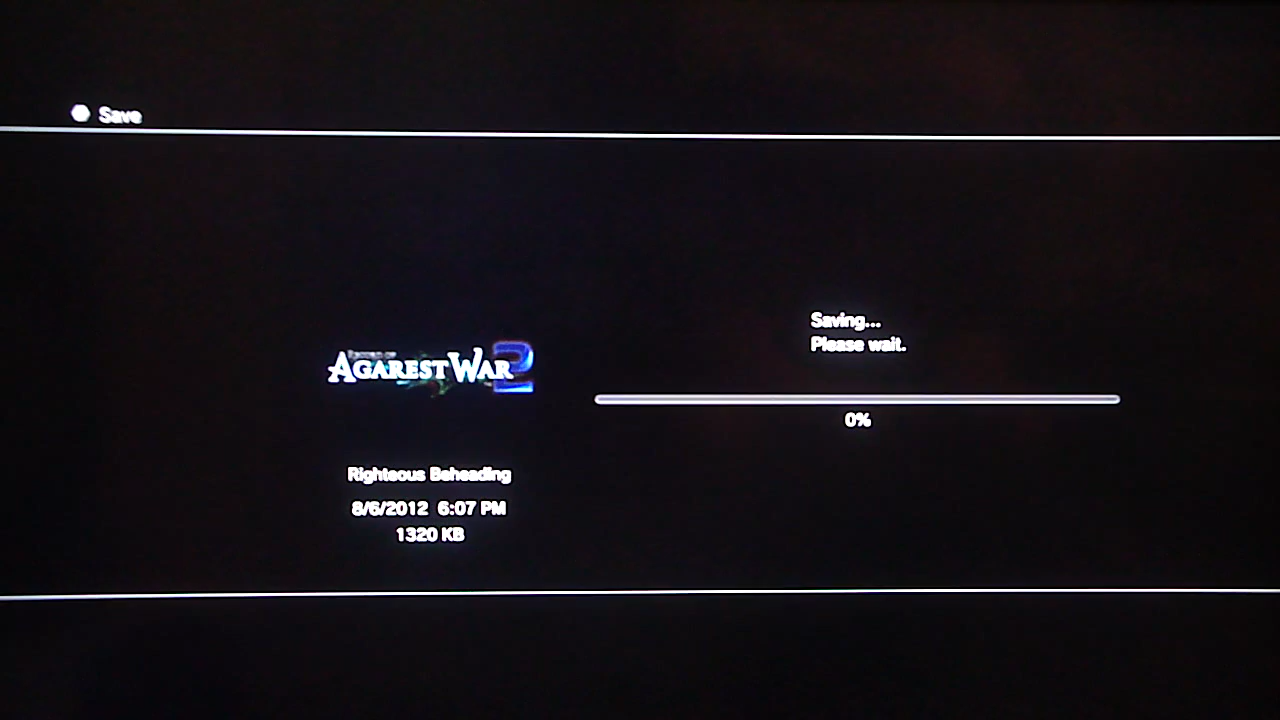 Save
Saving...
Please wait.
0%
AGAREST WAR 2
Righteous Beheading
8/6/2012 6:07 PM
1320 KB